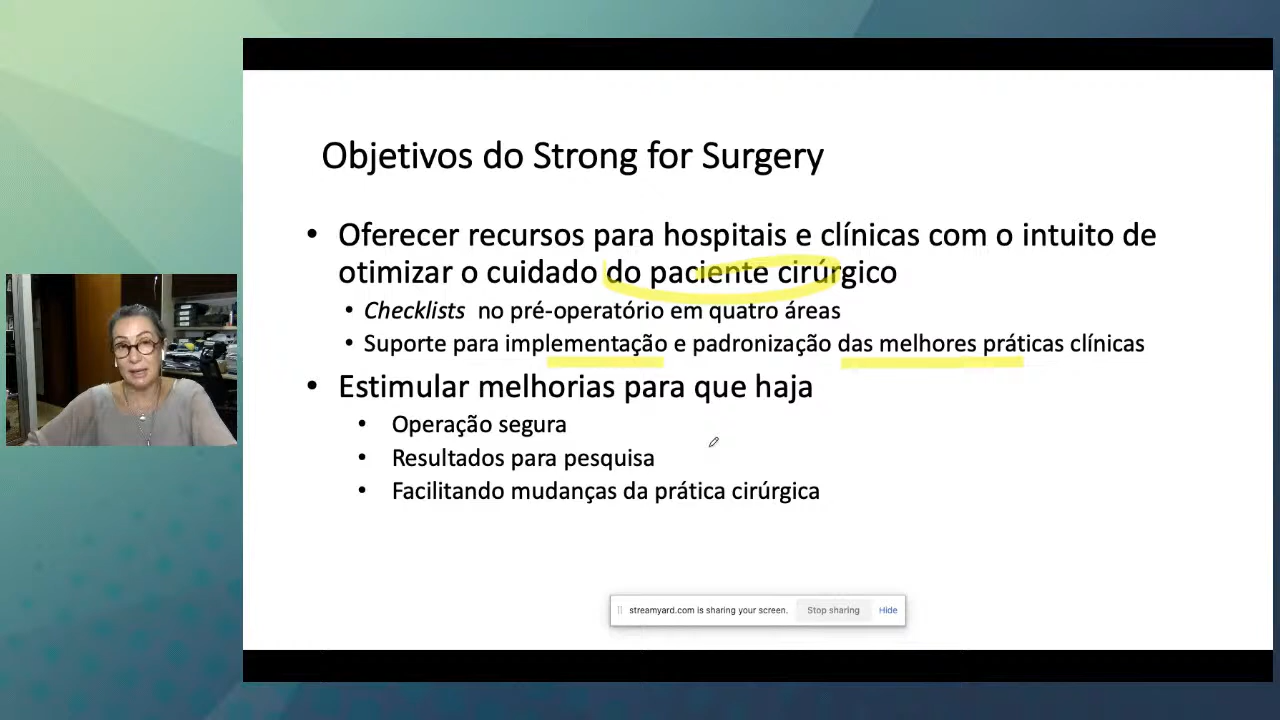 Objetivos do Strong for Surgery
• Oferecer recursos para hospitais e clínicas com o intuito de
otimizar o cuidado do paciente cirúrgico
• Checklists no pré-operatório em quatro áreas
• Suporte para implementação e padronização das melhores práticas clínicas
• Estimular melhorias para que haja
• Operação segura
• Resultados para pesquisa
• Facilitando mudanças da prática cirúrgica
streamyard.com is sharing your screen. Stop sharing Hide